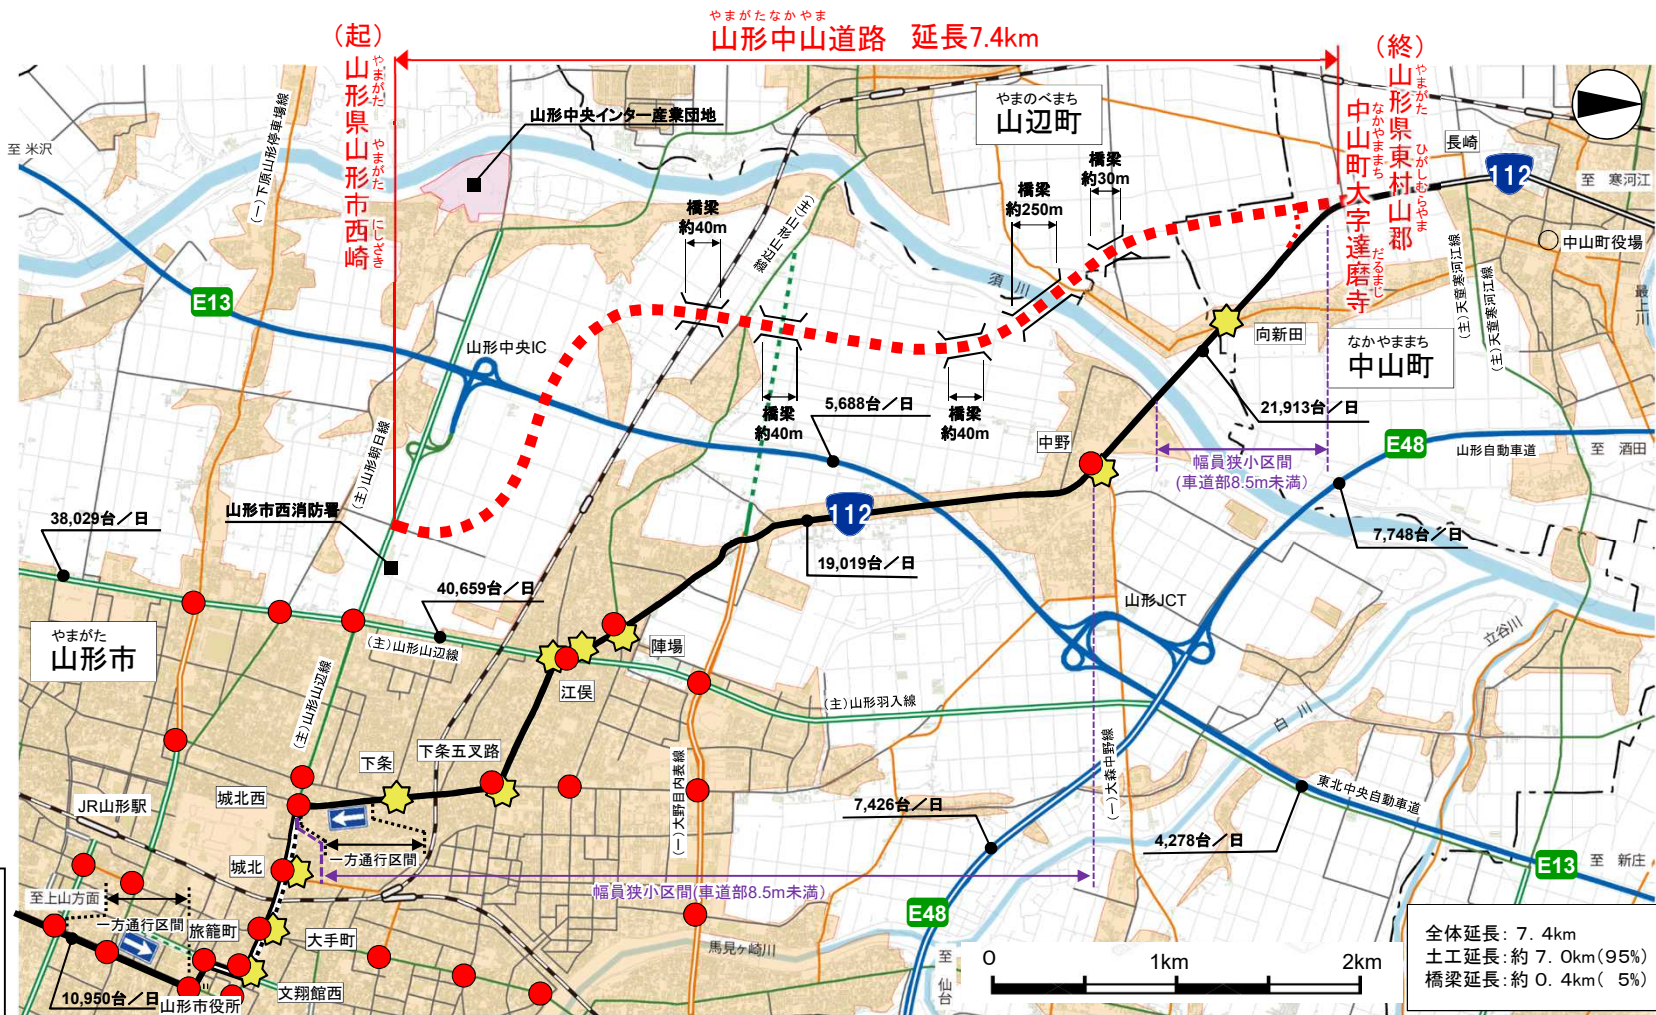 やまがたなかやま
山形中山道路 延長7.4km
(起)
山形県山形市西崎
やまがた やまがた にしざき
(終)
山形県東村山郡
やまがた ひがしむらやま
中山町大字達磨寺
なかやままち だるまじ
やまのべまち
山辺町
山形中央インター産業団地
長崎
112
至 寒河江
中山町役場
至 米沢
(一)下原山形停車場線
橋梁
約40m
(主)山形山辺線
橋梁
約250m
橋梁
約30m
須 川
(主)天童寒河江線
(主)天童寒河江線
最上川
E13
山形中央IC
向新田
なかやままち
中山町
橋梁
約40m
橋梁
約40m
5,688台/日
21,913台/日
中野
幅員狭小区間
(車道部8.5m未満)
E48
山形自動車道
至 酒田
(主)山形朝日線
山形市西消防署
38,029台/日
112
19,019台/日
7,748台/日
40,659台/日
山形JCT
立谷川
やまがた
山形市
(主)山形山辺線
陣場
江俣
(主)山形羽入線
白 川
(主)山形山辺線
下条
下条五叉路
(一)大野目内表線
(一)大森中野線
東北中央自動車道
城北西
JR山形駅
7,426台/日
4,278台/日
E13
至 新庄
一方通行区間
城北
幅員狭小区間(車道部8.5m未満)
至上山方面
一方通行区間
旅籠町
大手町
E48
馬見ヶ崎川
至 仙台
文翔館西
10,950台/日
山形市役所
0 1km 2km
全体延長: 7. 4km
土工延長:約 7. 0km(95%)
橋梁延長:約 0. 4km( 5%)